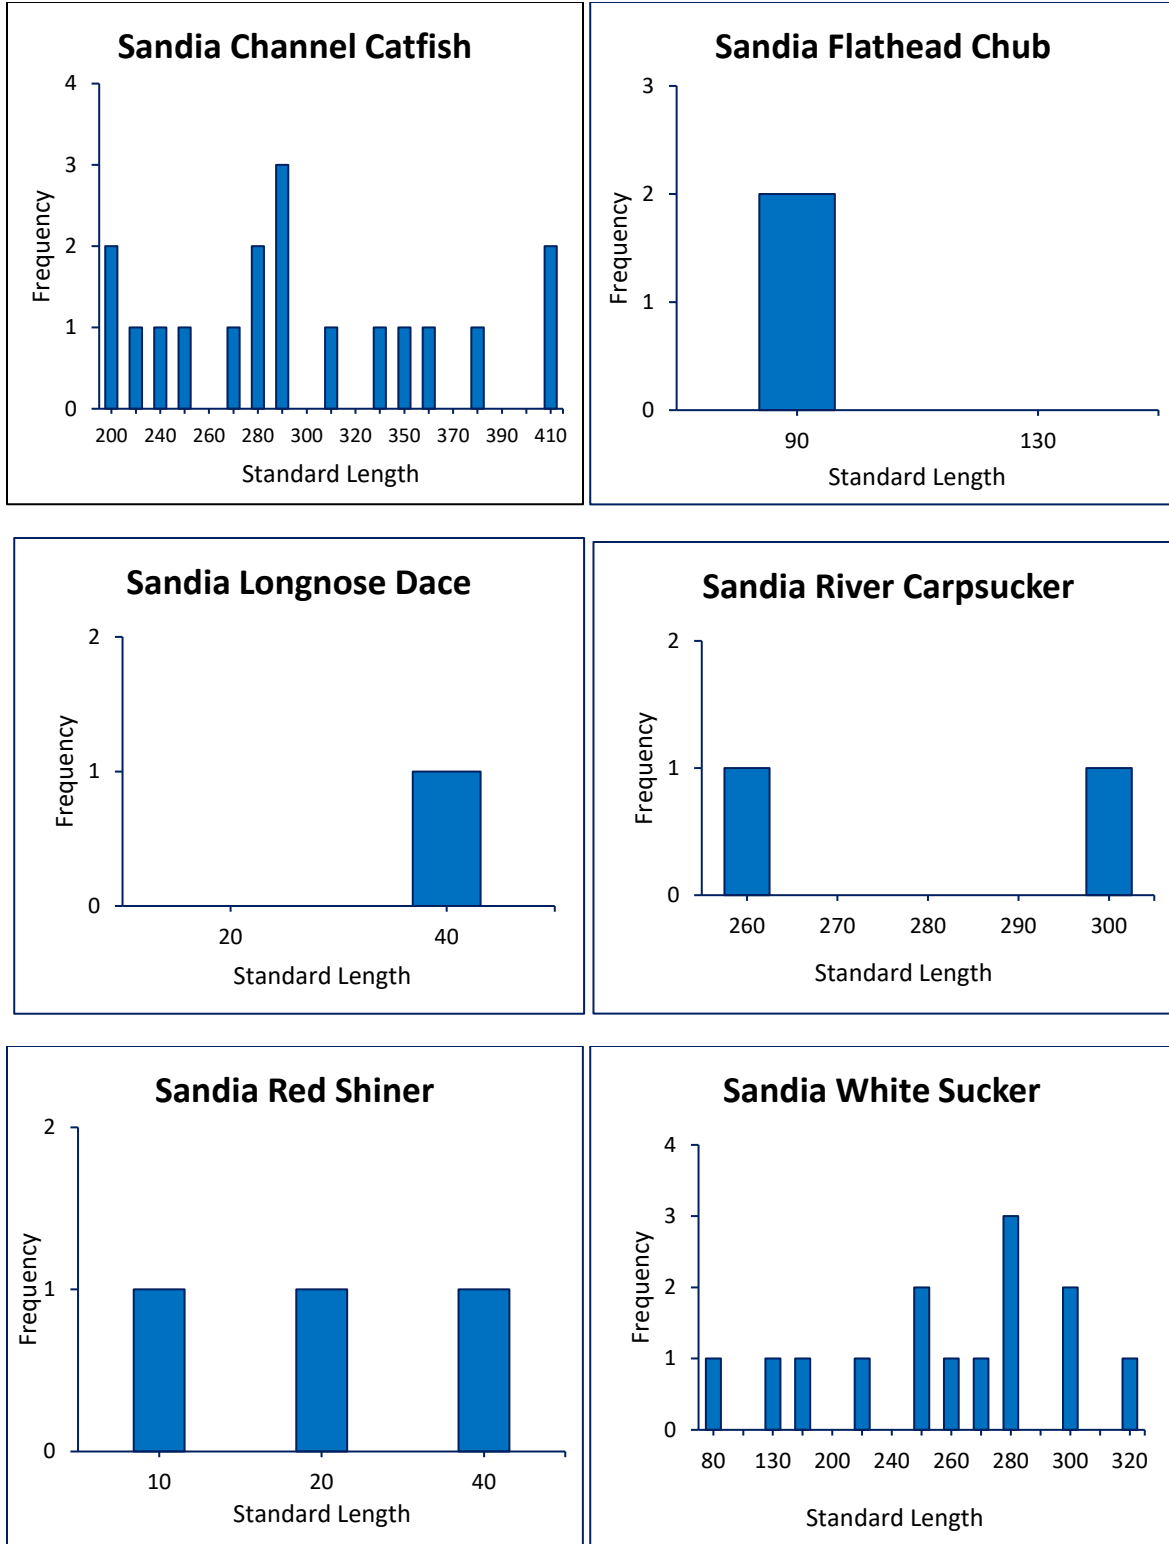 Sandia Channel Catfish
4
3
2
1
0
Frequency
200 240 260 280 300 320 350 370 390 410
Standard Length
Sandia Flathead Chub
3
2
1
0
Frequency
90 130
Standard Length
Sandia Longnose Dace
2
1
0
Frequency
20 40
Standard Length
Sandia River Carpsucker
2
1
0
Frequency
260 270 280 290 300
Standard Length
Sandia Red Shiner
2
1
0
Frequency
10 20 40
Standard Length
Sandia White Sucker
4
3
2
1
0
Frequency
80 130 200 240 260 280 300 320
Standard Length